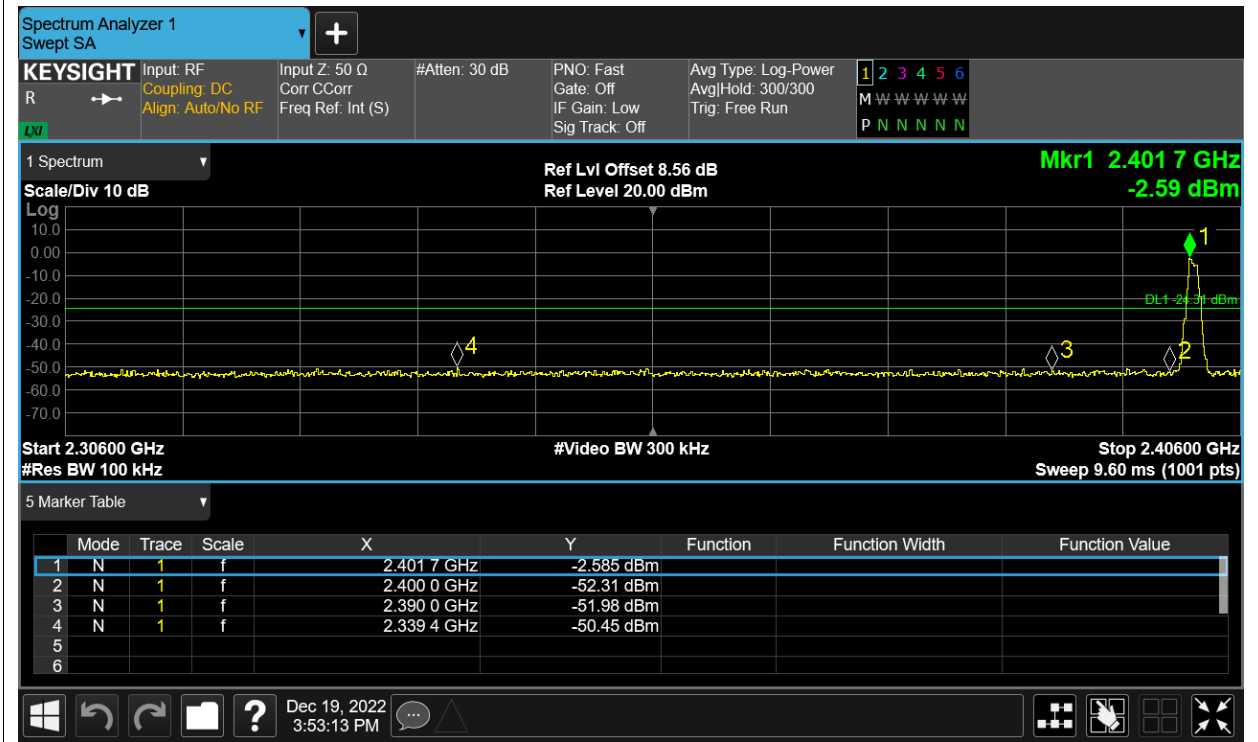 Spectrum Analyzer 1
Swept SA
KEYSIGHT
R
LXI
Input: RF
Coupling: DC
Align: Auto/No RF
Input Z: 50 Ω
Corr CCorr
Freq Ref: Int (S)
#Atten: 30 dB
PNO: Fast
Gate: Off
IF Gain: Low
Sig Track: Off
Avg Type: Log-Power
Avg|Hold: 300/300
Trig: Free Run
1 2 3 4 5 6
M W W W W W
P N N N N N
1 Spectrum
Scale/Div 10 dB
Ref Lvl Offset 8.56 dB
Ref Level 20.00 dBm
Mkr1 2.401 7 GHz
-2.59 dBm
Log
10.0
0.00
-10.0
-20.0
-30.0
-40.0
-50.0
-60.0
-70.0
1
DL1 -24.31 dBm
4
3
2
Start 2.30600 GHz
#Video BW 300 kHz
Stop 2.40600 GHz
#Res BW 100 kHz
Sweep 9.60 ms (1001 pts)
5 Marker Table
Mode Trace Scale X Y Function Function Width Function Value
1 N 1 f 2.401 7 GHz -2.585 dBm
2 N 1 f 2.400 0 GHz -52.31 dBm
3 N 1 f 2.390 0 GHz -51.98 dBm
4 N 1 f 2.339 4 GHz -50.45 dBm
5
6
?
Dec 19, 2022
3:53:13 PM